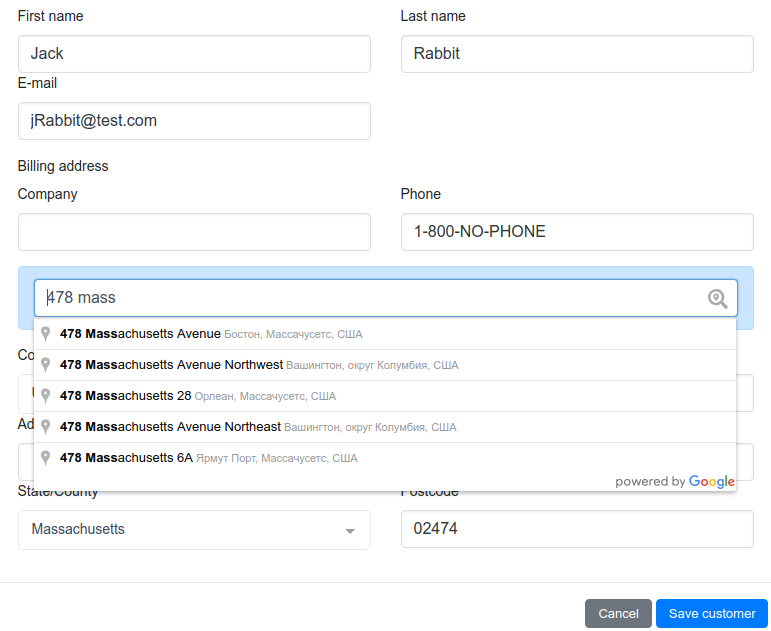 First name Last name
Jack Rabbit
E-mail
jRabbit@test.com
Billing address
Company Phone
1-800-NO-PHONE
478 mass
478 Massachusetts Avenue Бостон, Массачусетс, США
478 Massachusetts Avenue Northwest Вашингтон, округ Колумбия, США
Co
478 Massachusetts 28 Орлеан, Массачусетс, США
Ad
478 Massachusetts Avenue Northeast Вашингтон, округ Колумбия, США
478 Massachusetts 6A Ярмут Порт, Массачусетс, США
powered by Google
State/County Postcode
Massachusetts 02474
Cancel Save customer